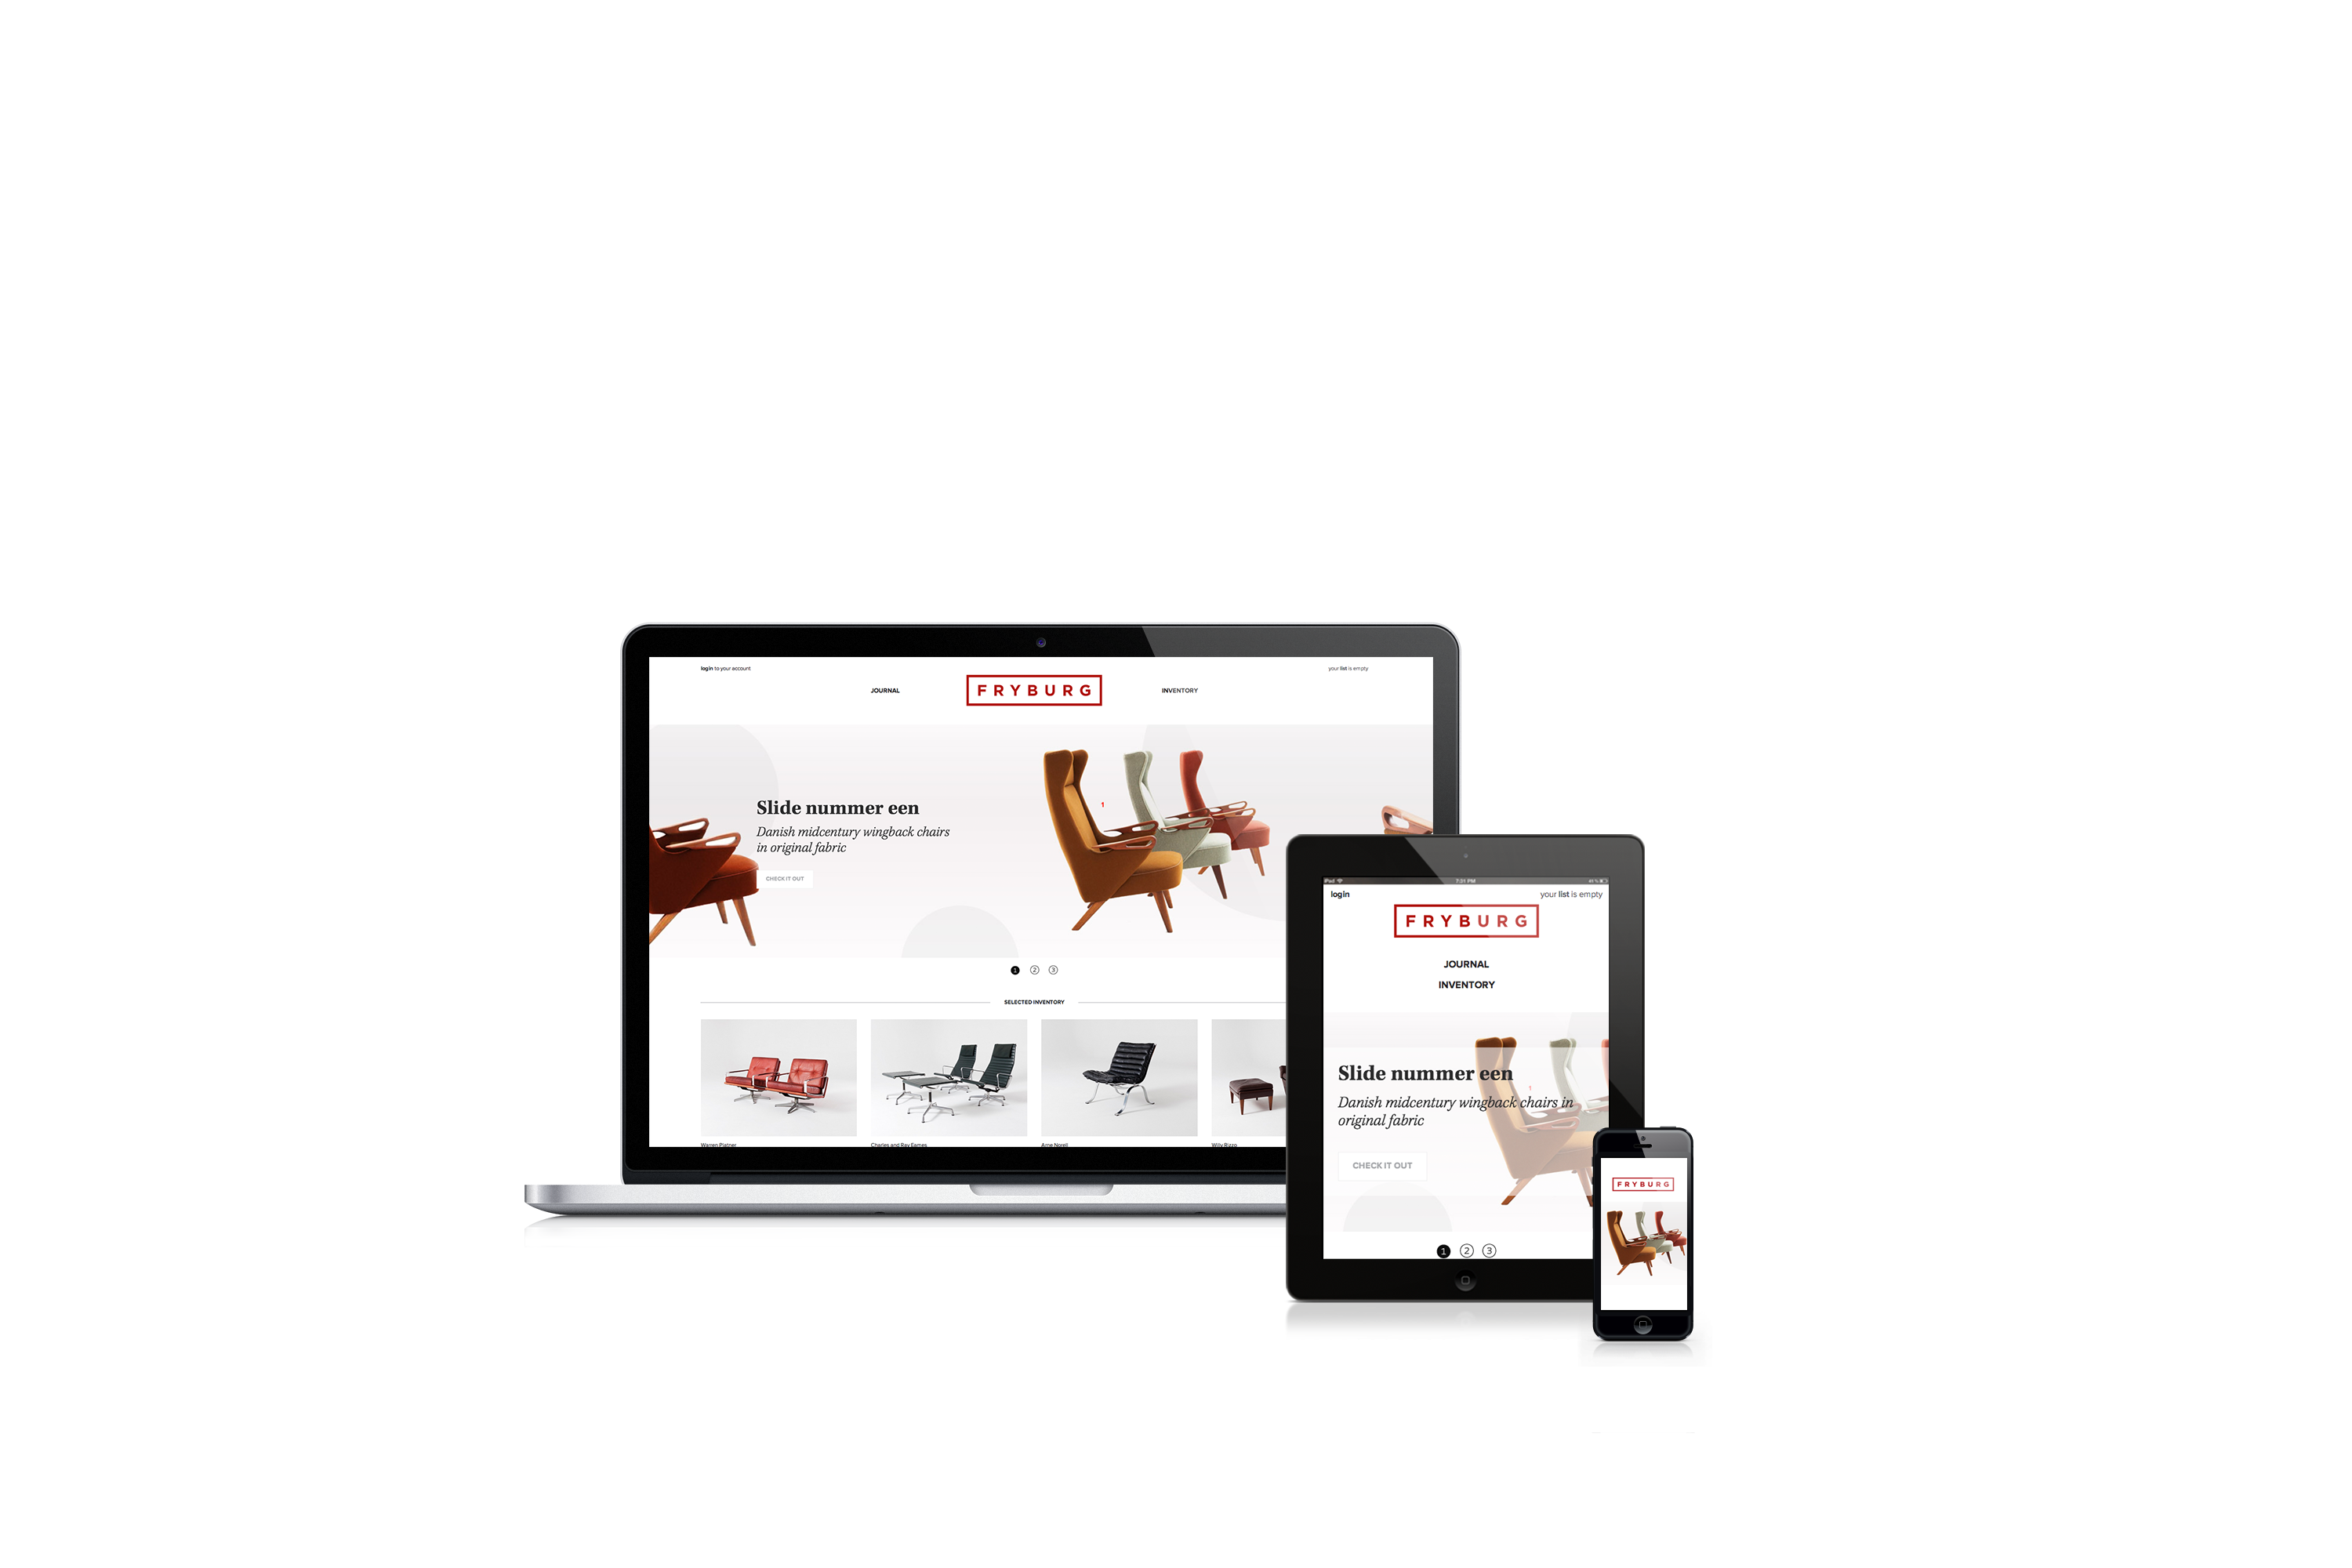 login to your account
your list is empty
JOURNAL
FRYBURG
INVENTORY
Slide nummer een
Danish midcentury wingback chairs
in original fabric
CHECK IT OUT
1
1 2 3
SELECTED INVENTORY
Warren Platner
Charles and Ray Eames
Arne Norell
Willy Rizzo
iPad
7:21 PM
login
your list is empty
FRYBURG
JOURNAL
INVENTORY
Slide nummer een
1
Danish midcentury wingback chairs in
original fabric
CHECK IT OUT
1 2 3
FRYBURG